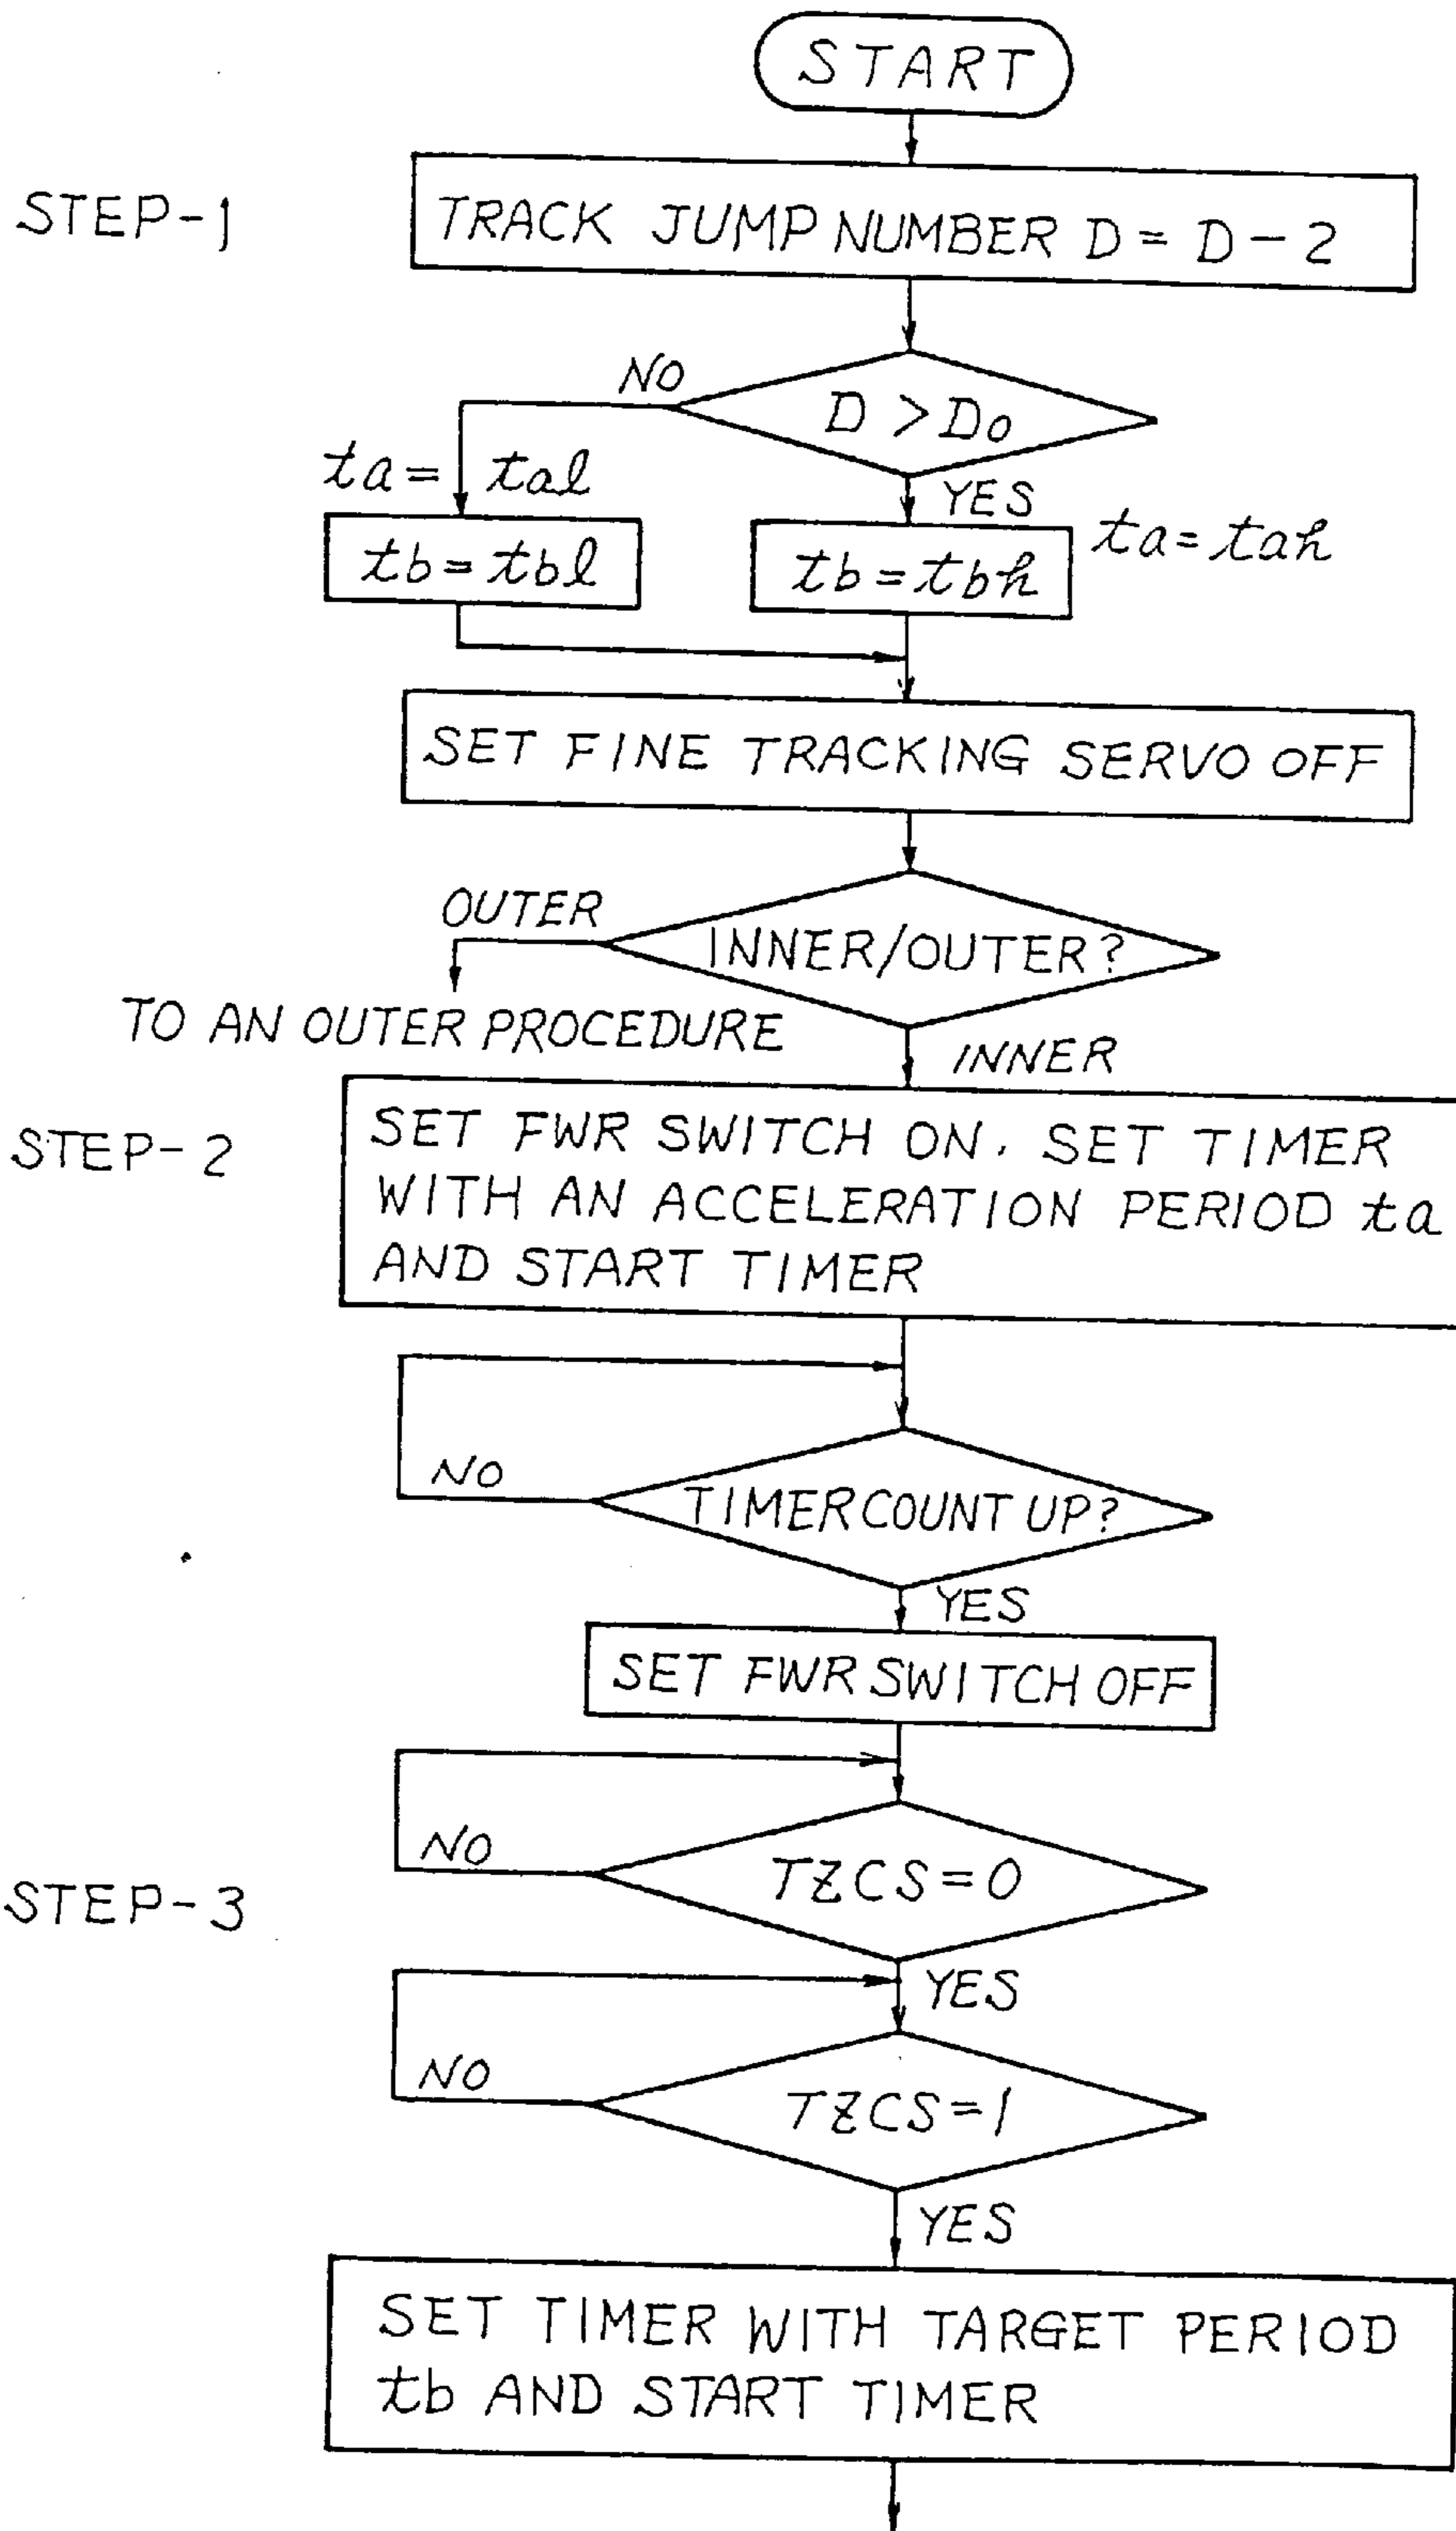 START
STEP-1
TRACK JUMP NUMBER D = D - 2
NO
D > Do
YES
ta = tal
ta = tah
tb = tbl
tb = tbh
SET FINE TRACKING SERVO OFF
OUTER
INNER/OUTER?
TO AN OUTER PROCEDURE
INNER
STEP-2
SET FWR SWITCH ON. SET TIMER
WITH AN ACCELERATION PERIOD ta
AND START TIMER
NO
TIMER COUNT UP?
YES
SET FWR SWITCH OFF
NO
TZCS = 0
STEP-3
YES
NO
TZCS = 1
YES
SET TIMER WITH TARGET PERIOD
tb AND START TIMER